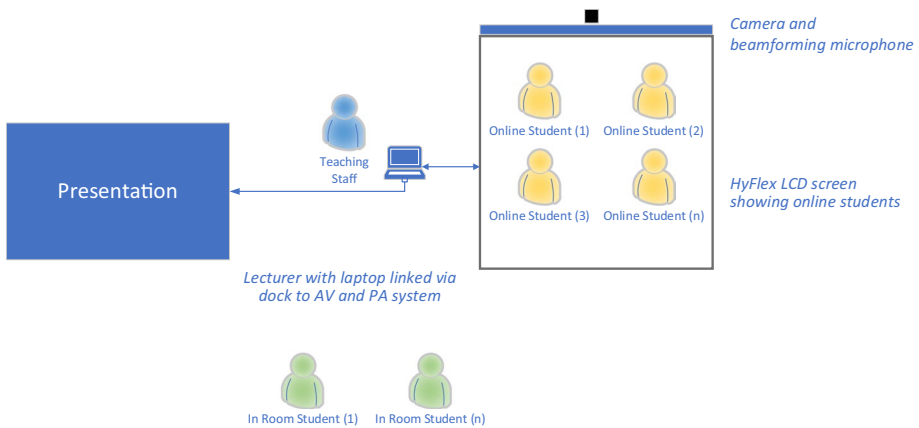 Camera and
beamforming microphone
Online Student (1) Online Student (2)
Teaching
Staff
Presentation
HyFlex LCD screen
showing online students
Online Student (3) Online Student (n)
Lecturer with laptop linked via
dock to AV and PA system
In Room Student (1) In Room Student (n)